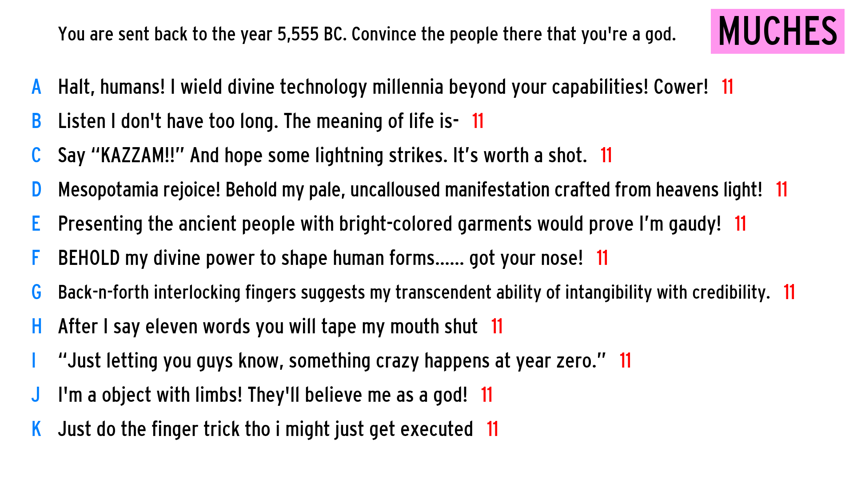 You are sent back to the year 5,555 BC. Convince the people there that you're a god.
MUCHES
A Halt, humans! I wield divine technology millennia beyond your capabilities! Cower! 11
B Listen I don't have too long. The meaning of life is- 11
C Say “KAZZAM!!” And hope some lightning strikes. It’s worth a shot. 11
D Mesopotamia rejoice! Behold my pale, uncalloused manifestation crafted from heavens light! 11
E Presenting the ancient people with bright-colored garments would prove I’m gaudy! 11
F BEHOLD my divine power to shape human forms...... got your nose! 11
G Back-n-forth interlocking fingers suggests my transcendent ability of intangibility with credibility. 11
H After I say eleven words you will tape my mouth shut 11
I “Just letting you guys know, something crazy happens at year zero.” 11
J I'm a object with limbs! They'll believe me as a god! 11
K Just do the finger trick tho i might just get executed 11